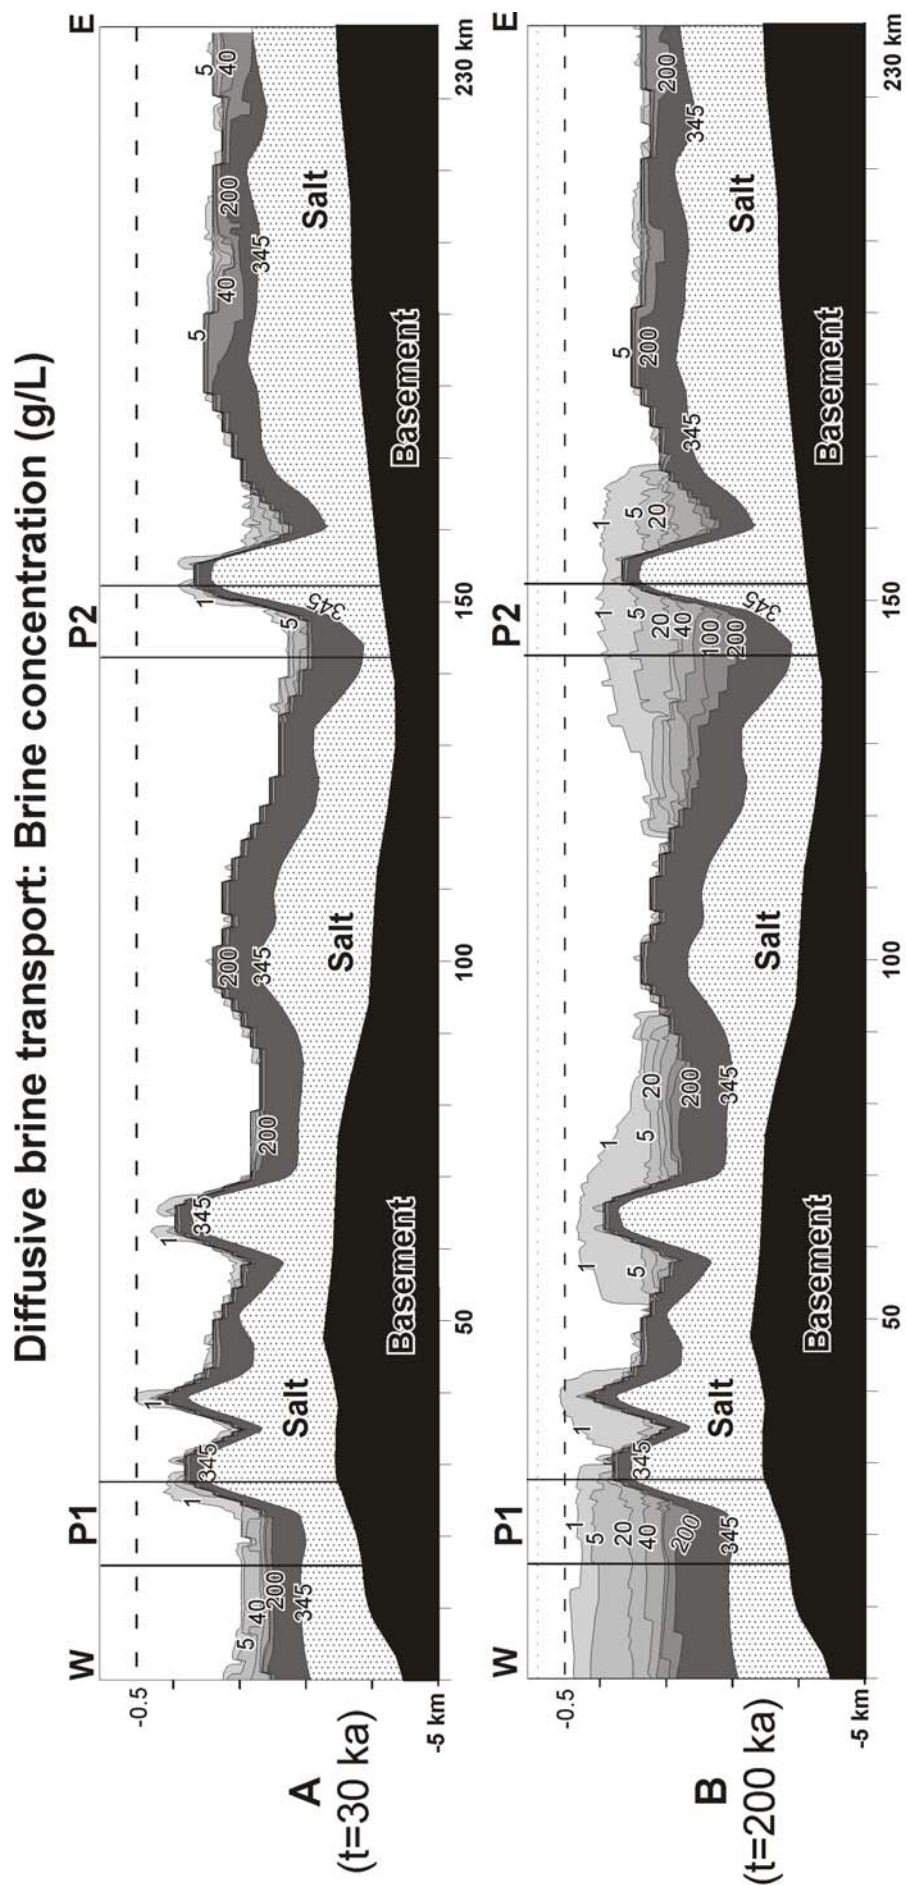 Diffusive brine transport: Brine concentration (g/L)
A
(t=30 ka)
W P1 P2 E
-0.5
-5 km
1 1 1 1
5 40 200 345
345 345
200
200 345
5 345
5 40 200 345
5 40
Salt Salt Salt
Basement Basement
50 100 150 230 km
B
(t=200 ka)
W P1 P2 E
-0.5
-5 km
1 5 20 40 200 345
1 345
1 5
1 5 20 200 345
1 5 20 40 100 200 345
1 5 20
345
5 200
200 345
Salt Salt Salt
Basement Basement
50 100 150 230 km